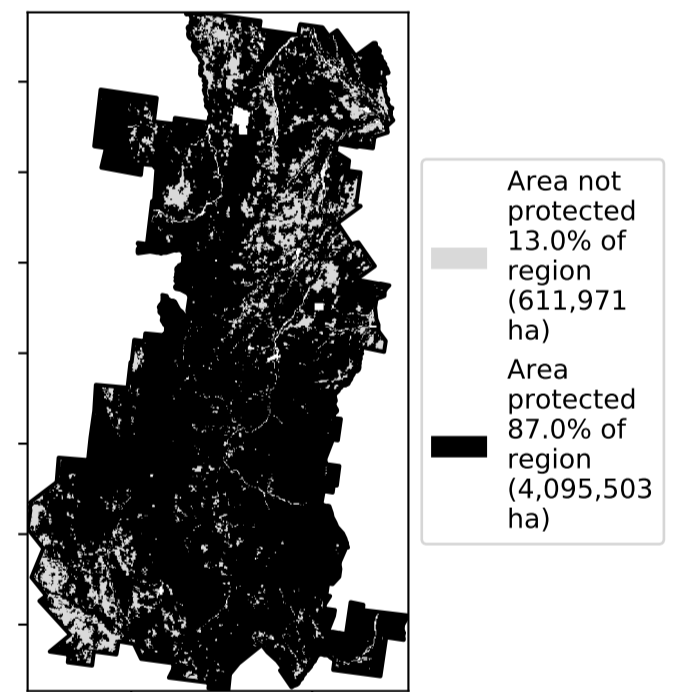 Area not
protected
13.0% of
region
(611,971
ha)
Area
protected
87.0% of
region
(4,095,503
ha)